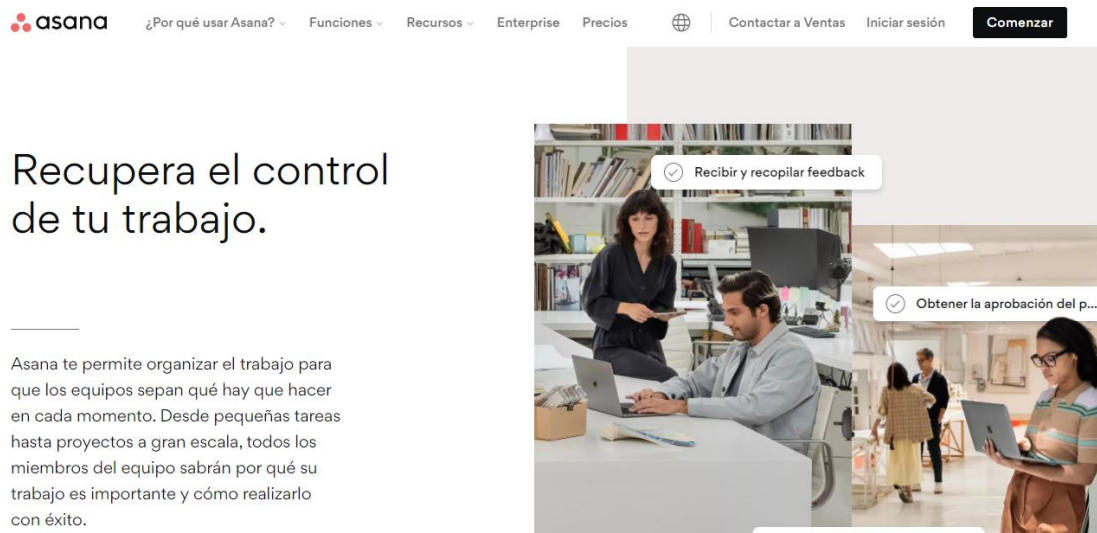 asana
¿Por qué usar Asana?
Funciones
Recursos
Enterprise
Precios
Contactar a Ventas
Iniciar sesión
Comenzar
Recupera el control
de tu trabajo.
Asana te permite organizar el trabajo para
que los equipos sepan qué hay que hacer
en cada momento. Desde pequeñas tareas
hasta proyectos a gran escala, todos los
miembros del equipo sabrán por qué su
trabajo es importante y cómo realizarlo
con éxito.
Recibir y recopilar feedback
Obtener la aprobación del p...